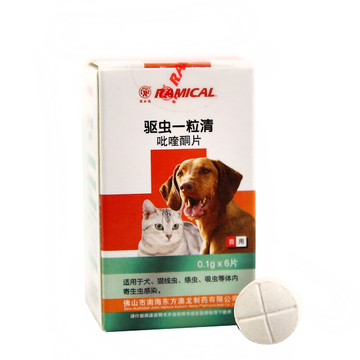 RAMICAL
驱虫一粒清
吡喹酮片
兽用
0.1g x 6片
适用于犬、猫线虫、绦虫、吸虫等体内
寄生虫感染。
佛山市南海东方澳龙制药有限公司